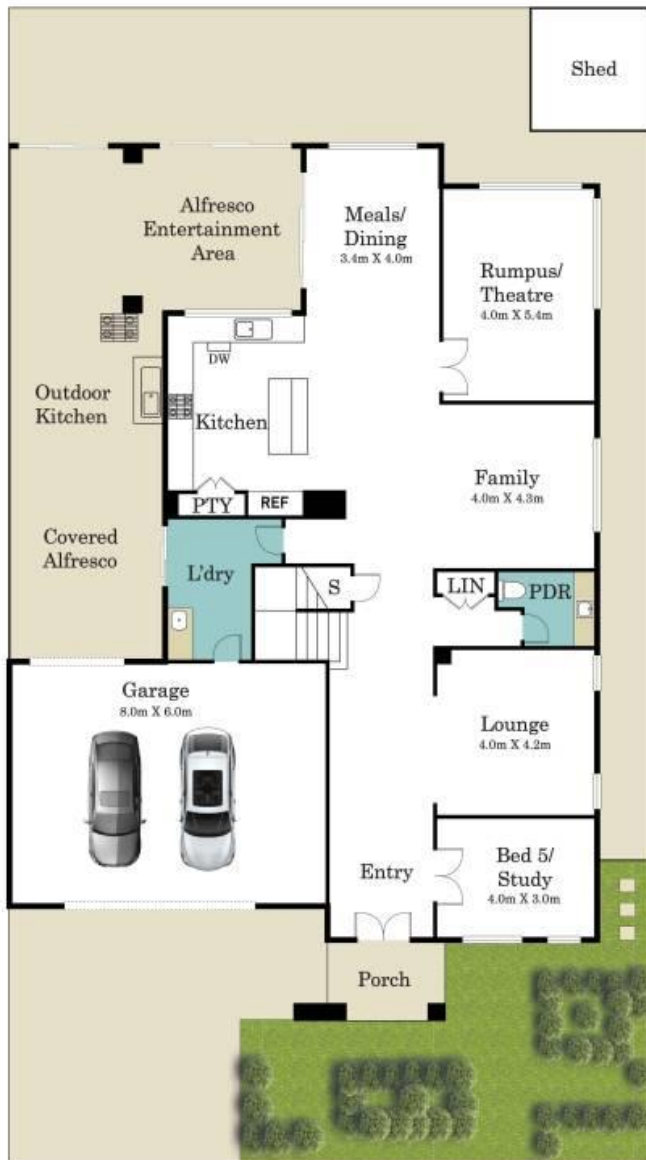 Shed
Alfresco
Entertainment
Area
Meals/
Dining
3.4m X 4.0m
Rumpus/
Theatre
4.0m X 5.4m
DW
Outdoor
Kitchen
Kitchen
Family
4.0m X 4.3m
PTY
REF
Covered
Alfresco
L'dry
S
LIN
PDR
Garage
8.0m X 6.0m
Lounge
4.0m X 4.2m
Entry
Bed 5/
Study
4.0m X 3.0m
Porch